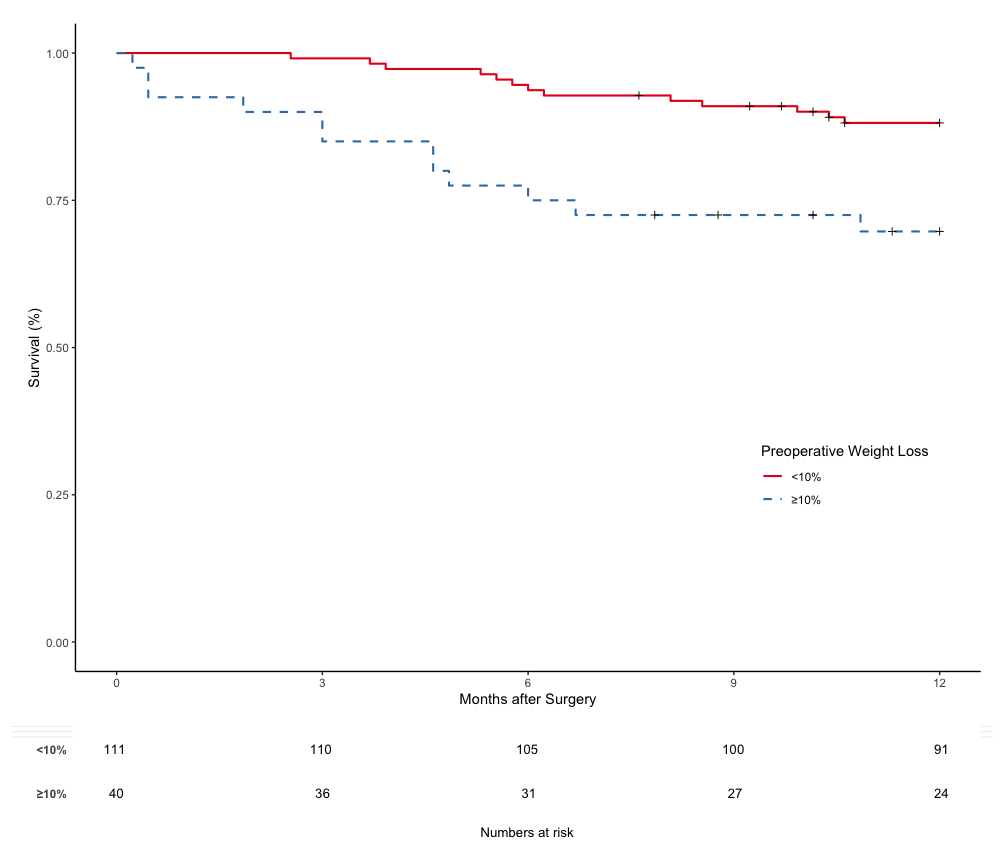 1.00
0.75
0.50
0.25
0.00
Survival (%)
Preoperative Weight Loss
<10%
≥10%
0 3 6 9 12
Months after Surgery
<10% 111 110 105 100 91
≥10% 40 36 31 27 24
Numbers at risk